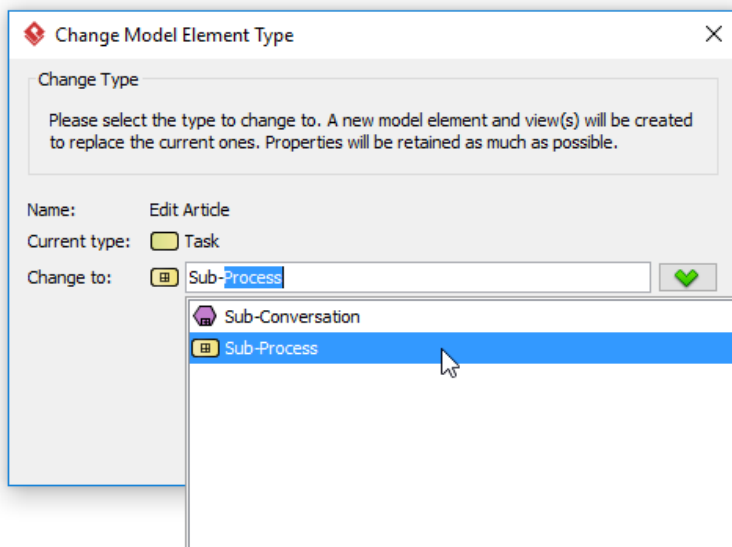 Change Model Element Type
Change Type
Please select the type to change to. A new model element and view(s) will be created
to replace the current ones. Properties will be retained as much as possible.
Name: Edit Article
Current type: Task
Change to: Sub-Process
Sub-Conversation
Sub-Process